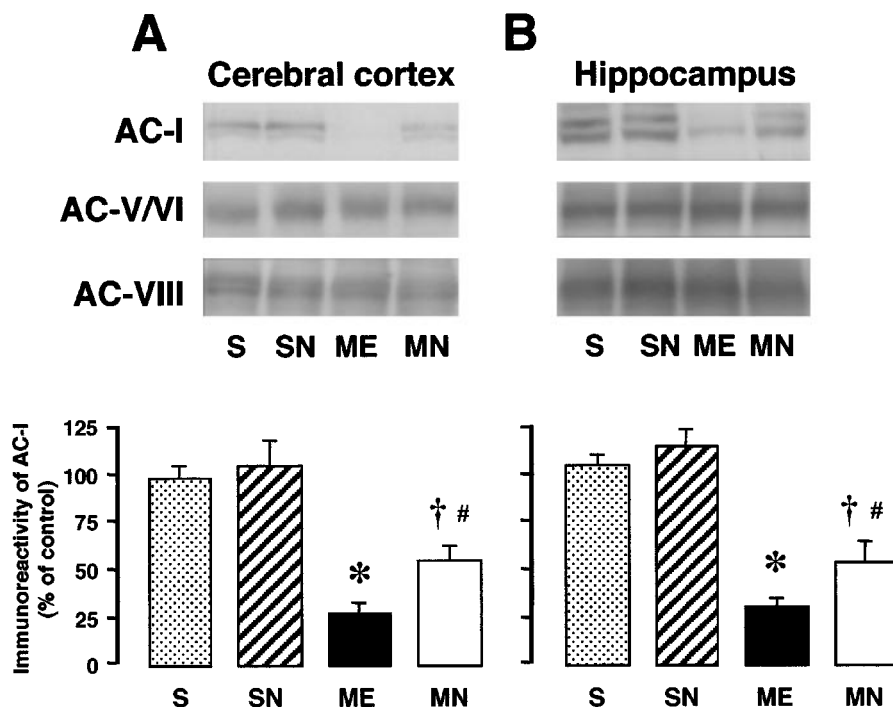 A B
Cerebral cortex Hippocampus
AC-I
AC-V/VI
AC-VIII
S SN ME MN S SN ME MN
Immunoreactivity of AC-I
(% of control)
125
100
75
50
25
0
* † # * † #
S SN ME MN S SN ME MN